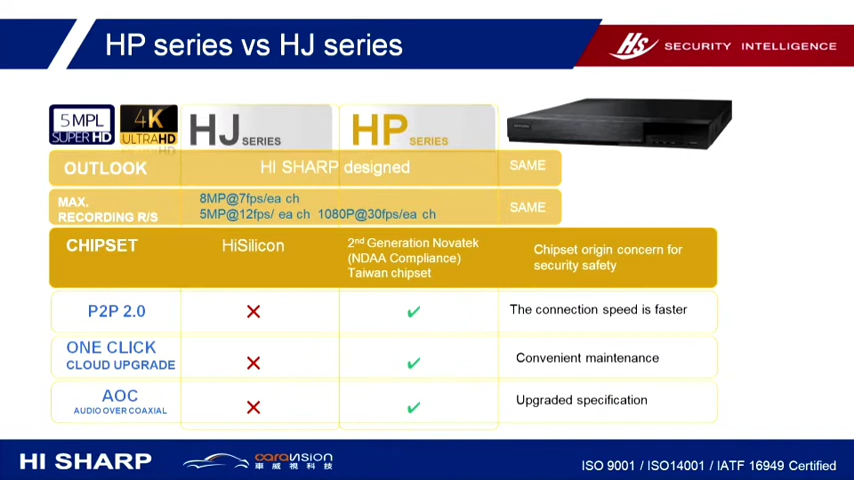 HP series vs HJ series
HS SECURITY INTELLIGENCE
5MPL
SUPER HD
4K
ULTRAHD
HJ SERIES
HP SERIES
OUTLOOK HI SHARP designed SAME
MAX.
RECORDING R/S
8MP@7fps/ea ch
5MP@12fps/ ea ch 1080P@30fps/ea ch
SAME
CHIPSET
HiSilicon
2nd Generation Novatek
(NDAA Compliance)
Taiwan chipset
Chipset origin concern for
security safety
P2P 2.0 ✕ ✓ The connection speed is faster
ONE CLICK
CLOUD UPGRADE
✕ ✓ Convenient maintenance
AOC
AUDIO OVER COAXIAL
✕ ✓ Upgraded specification
HI SHARP
caravision
車威視科技
ISO 9001 / ISO14001 / IATF 16949 Certified